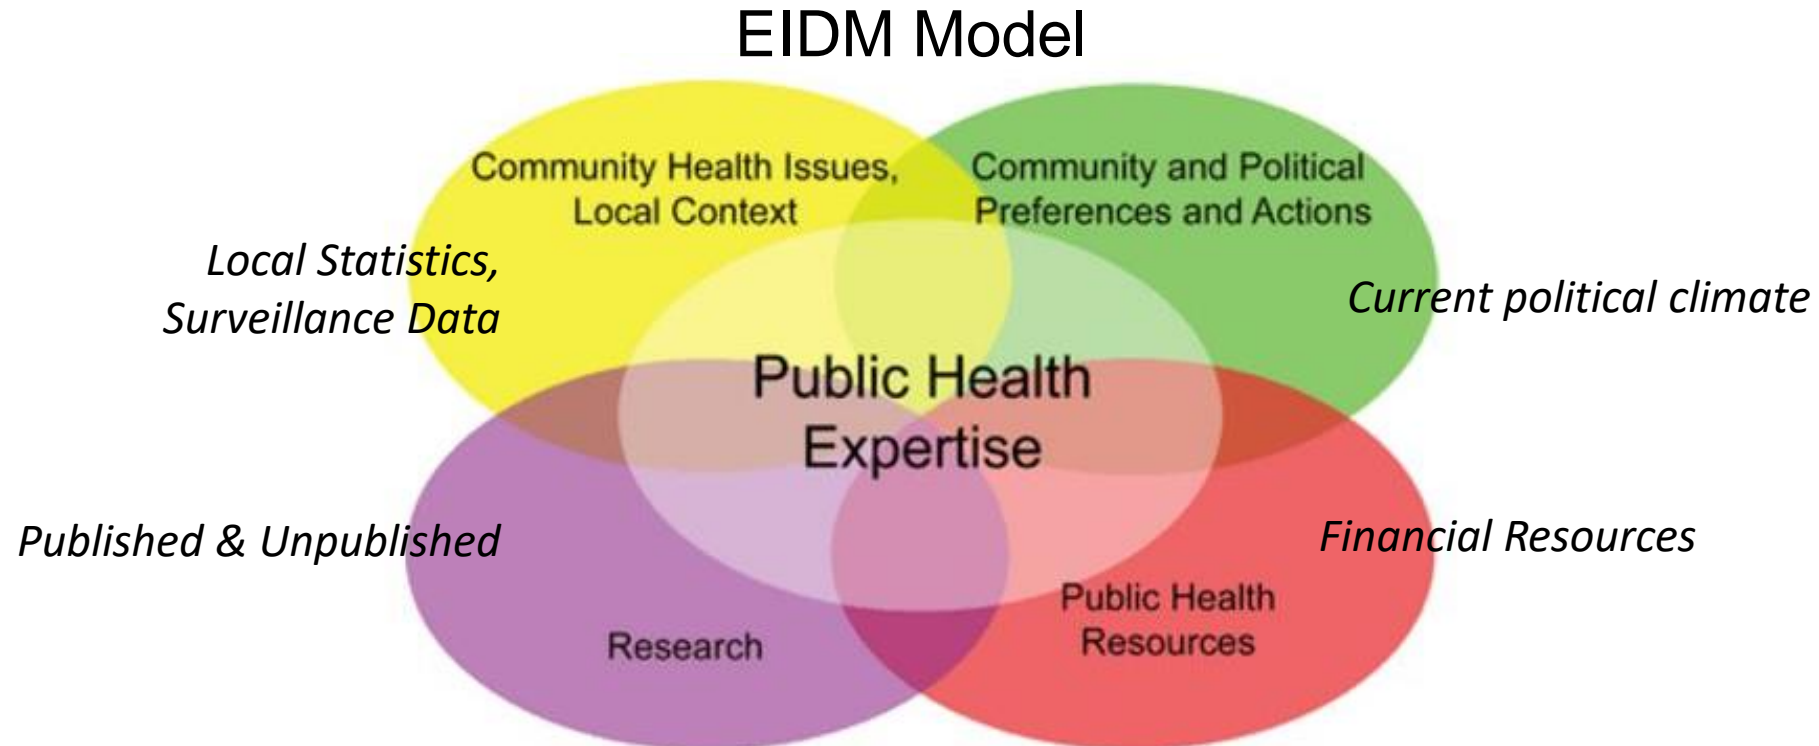 EIDM Model
Community Health Issues,
Local Context
Community and Political
Preferences and Actions
Local Statistics,
Surveillance Data
Current political climate
Public Health
Expertise
Published & Unpublished
Financial Resources
Research
Public Health
Resources